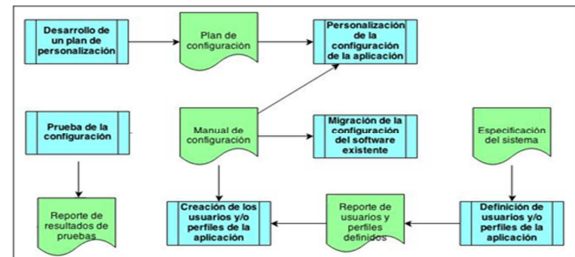 Desarrollo de
un plan de
personalización
Plan de
configuración
Personalización
de la
configuración
de la aplicación
Prueba de la
configuración
Manual de
configuración
Migración de la
configuración
del software
existente
Especificación
del sistema
Reporte de
resultados de
pruebas
Creación de los
usuarios y/o
perfiles de la
aplicación
Reporte de
usuarios y
perfiles
definidos
Definición de
usuarios y/o
perfiles de la
aplicación